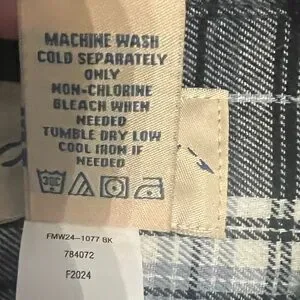 MACHINE WASH
COLD SEPARATELY
ONLY
NON-CHLORINE
BLEACH WHEN
NEEDED
TUMBLE DRY LOW
COOL IRON IF
NEEDED
30C
FMW24-1077 BK
784072
F2024